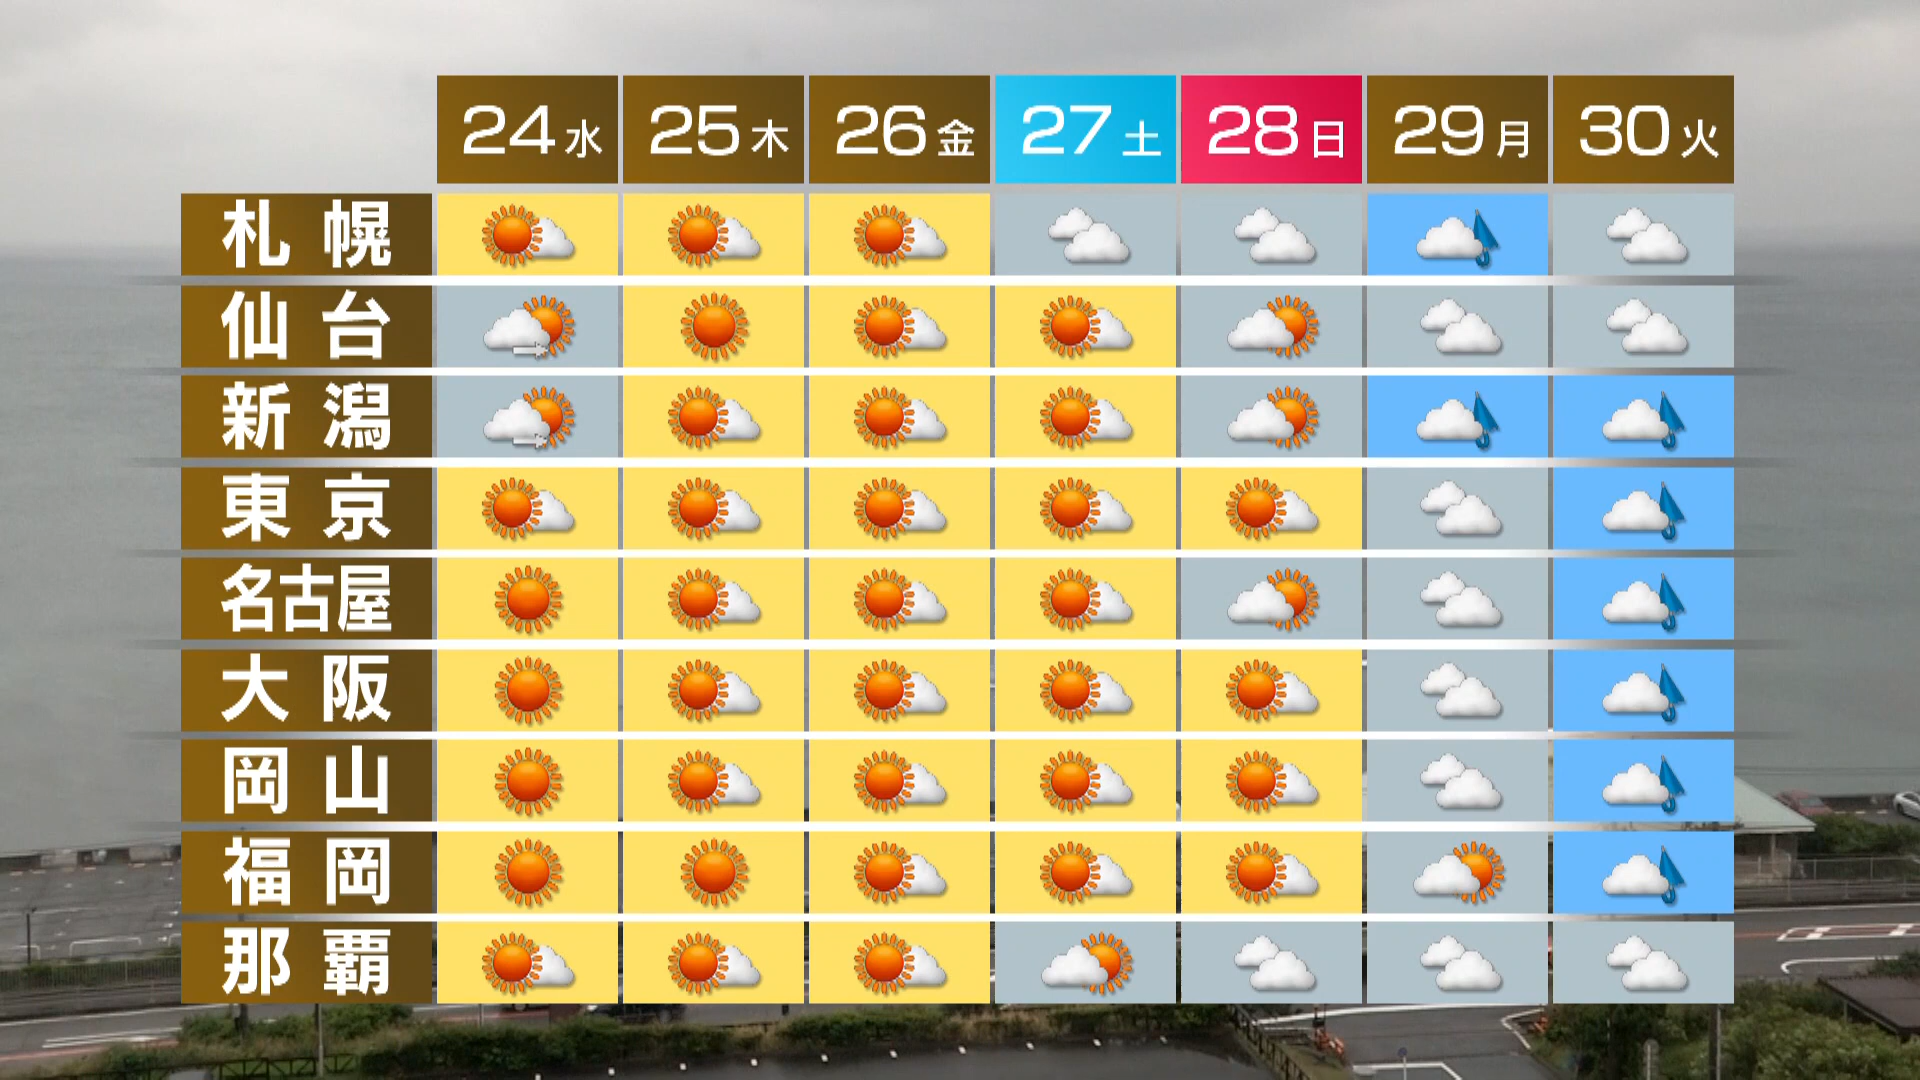 24水 25木 26金 27土 28日 29月 30火
札幌
仙台
新潟
東京
名古屋
大阪
岡山
福岡
那覇